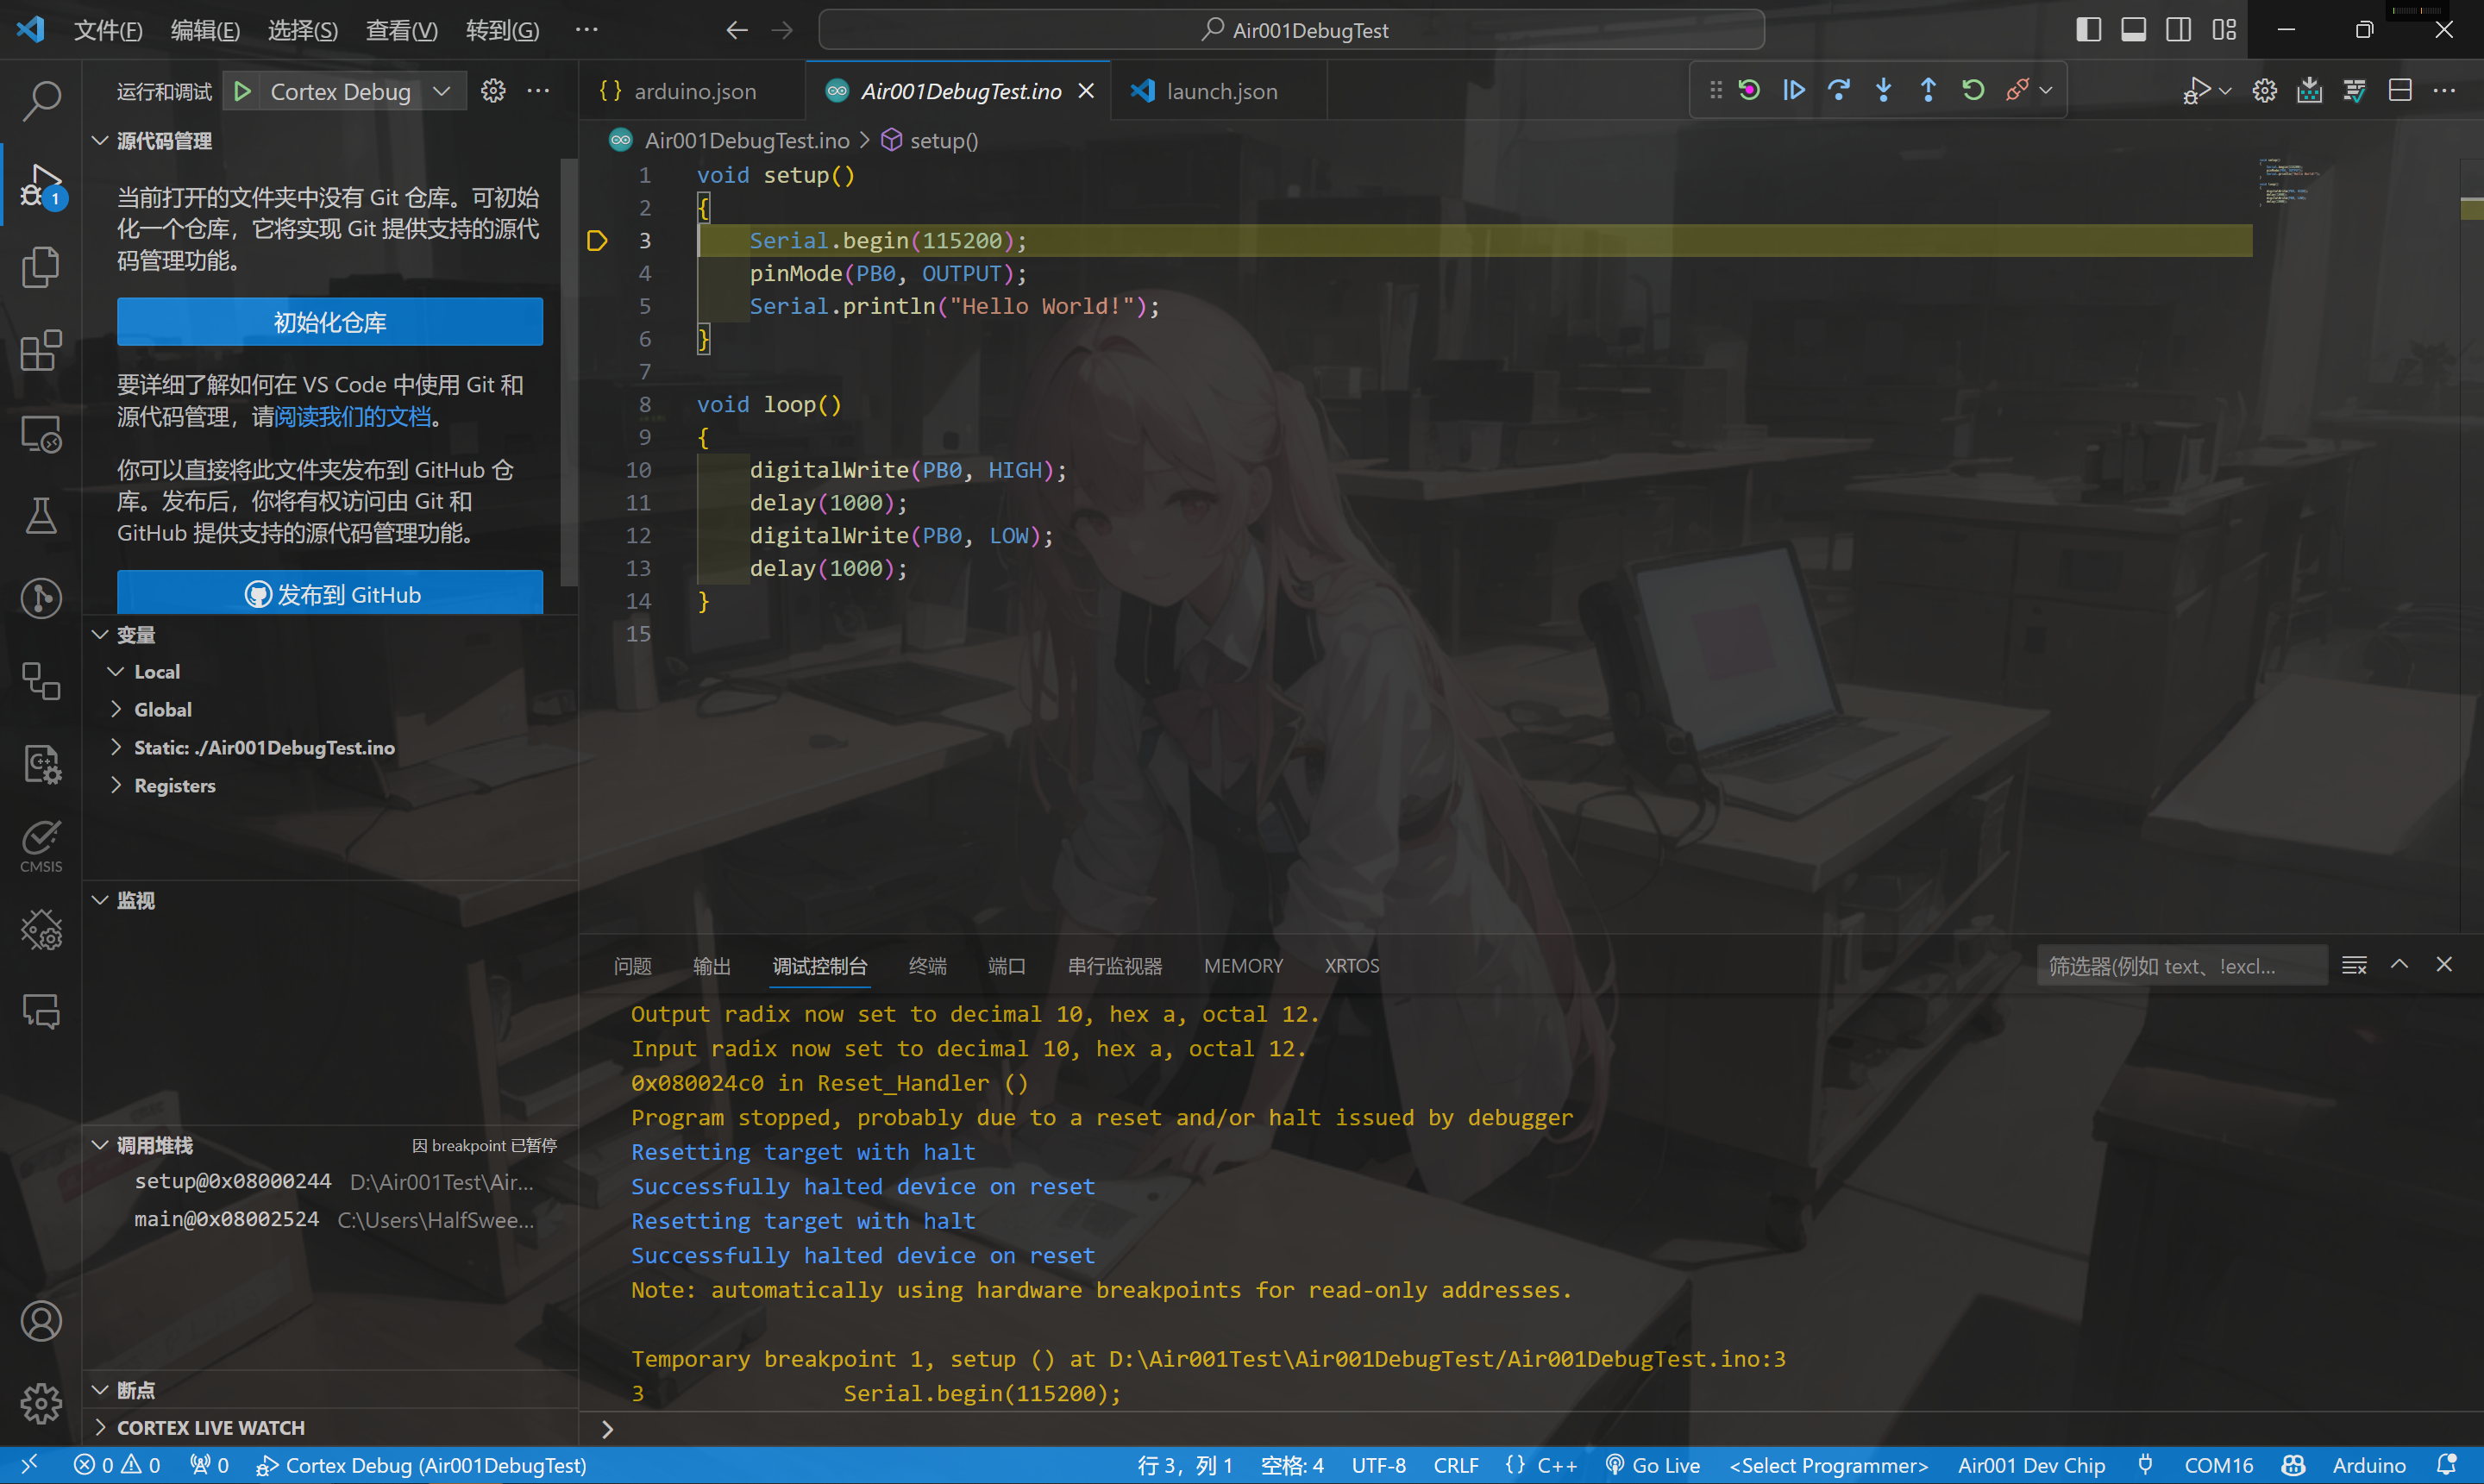 文件(F) 编辑(E) 选择(S) 查看(V) 转到(G) ··· Air001DebugTest
运行和调试 Cortex Debug
源代码管理
当前打开的文件夹中没有 Git 仓库。可初始
化一个仓库，它将实现 Git 提供支持的源代
码管理功能。
初始化仓库
要详细了解如何在 VS Code 中使用 Git 和
源代码管理，请阅读我们的文档。
你可以直接将此文件夹发布到 GitHub 仓
库。发布后，你将有权访问由 Git 和
GitHub 提供支持的源代码管理功能。
发布到 GitHub
变量
Local
Global
Static: ./Air001DebugTest.ino
Registers
监视
调用堆栈 因 breakpoint 已暂停
setup@0x08000244 D:\Air001Test\Air...
main@0x08002524 C:\Users\HalfSwee...
断点
CORTEX LIVE WATCH
1
CMSIS
arduino.json Air001DebugTest.ino launch.json
Air001DebugTest.ino > setup()
1 void setup()
2 {
3 Serial.begin(115200);
4 pinMode(PB0, OUTPUT);
5 Serial.println("Hello World!");
6 }
7
8 void loop()
9 {
10 digitalWrite(PB0, HIGH);
11 delay(1000);
12 digitalWrite(PB0, LOW);
13 delay(1000);
14 }
15
问题 输出 调试控制台 终端 端口 串行监视器 MEMORY XRTOS 筛选器(例如 text、!excl...
Output radix now set to decimal 10, hex a, octal 12.
Input radix now set to decimal 10, hex a, octal 12.
0x080024c0 in Reset_Handler ()
Program stopped, probably due to a reset and/or halt issued by debugger
Resetting target with halt
Successfully halted device on reset
Resetting target with halt
Successfully halted device on reset
Note: automatically using hardware breakpoints for read-only addresses.
Temporary breakpoint 1, setup () at D:\Air001Test\Air001DebugTest/Air001DebugTest.ino:3
3 Serial.begin(115200);
0 0 0 Cortex Debug (Air001DebugTest) 行 3，列 1 空格: 4 UTF-8 CRLF {} C++ Go Live <Select Programmer> Air001 Dev Chip COM16 Arduino